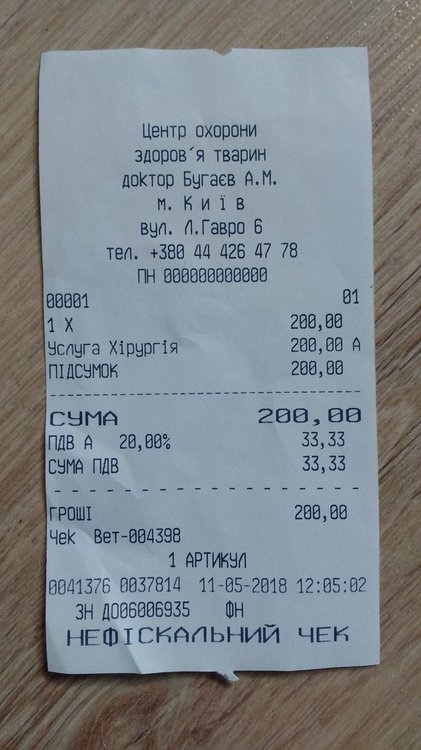 Центр охорони
здоров´я тварин
доктор Бугаєв А.М.
м. Київ
вул. Л.Гавро 6
тел. +380 44 426 47 78
ПН 000000000000
00001 01
1 X 200,00
Услуга Хірургія 200,00 А
ПІДСУМОК 200,00
СУМА 200,00
ПДВ А 20,00% 33,33
СУМА ПДВ 33,33
ГРОШІ 200,00
Чек Вет-004398
1 АРТИКУЛ
0041376 0037814 11-05-2018 12:05:02
ЗН ДО06006935 ФН
НЕФІСКАЛЬНИЙ ЧЕК